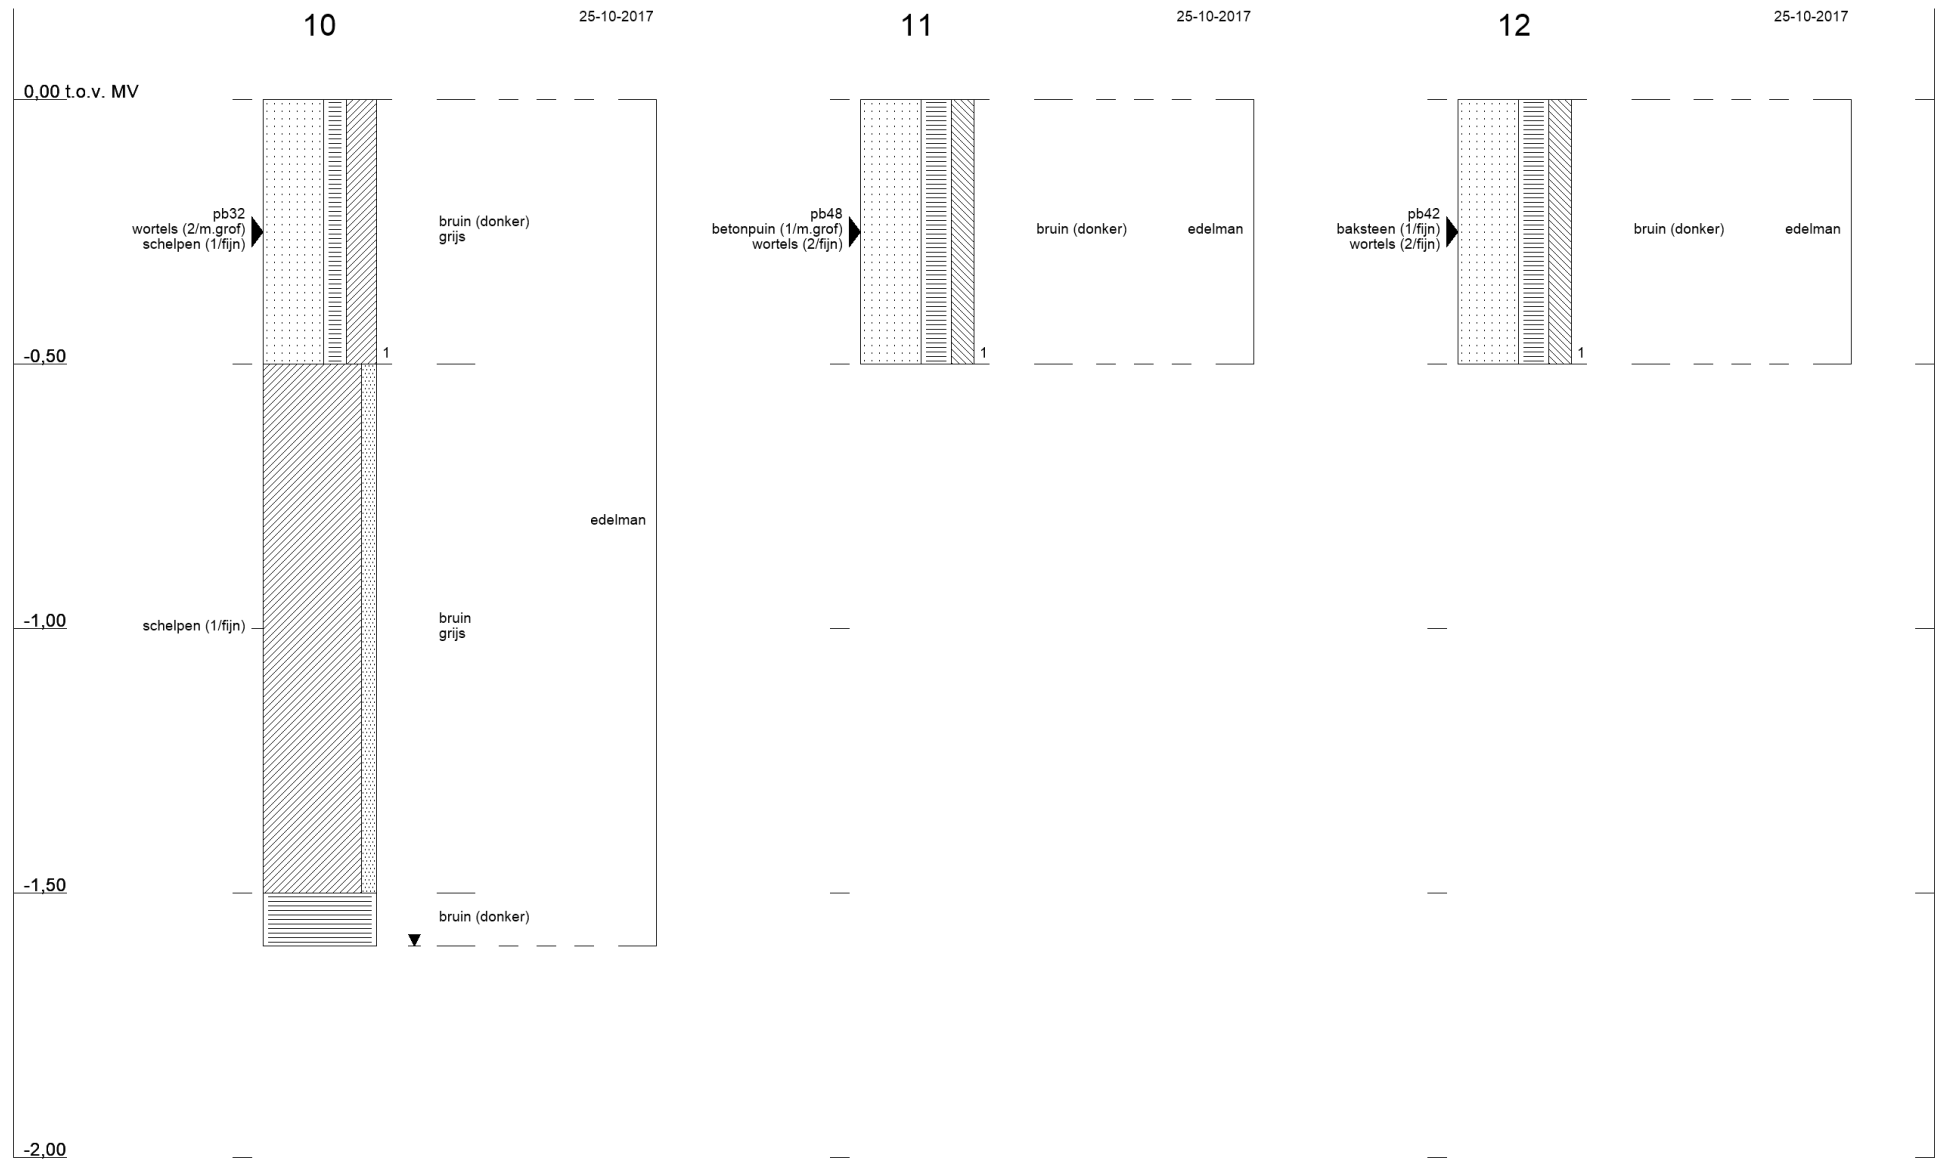 10
25-10-2017
11
25-10-2017
12
25-10-2017
0,00 t.o.v. MV
pb32
wortels (2/m.grof)
schelpen (1/fijn)
bruin (donker)
grijs
1
pb48
betonpuin (1/m.grof)
wortels (2/fijn)
bruin (donker)
edelman
1
pb42
baksteen (1/fijn)
wortels (2/fijn)
bruin (donker)
edelman
1
-0,50
edelman
-1,00
schelpen (1/fijn)
bruin
grijs
-1,50
bruin (donker)
-2,00